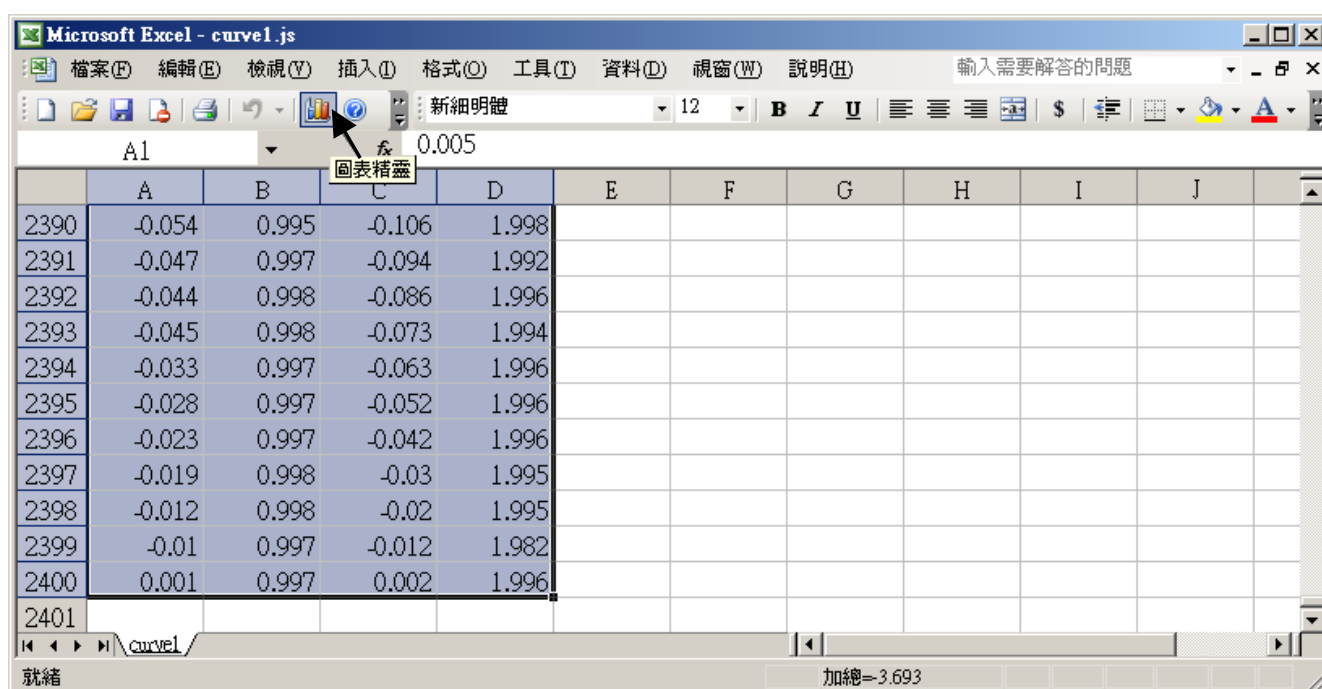 Microsoft Excel - curve1.js
檔案(F) 編輯(E) 檢視(V) 插入(I) 格式(O) 工具(T) 資料(D) 視窗(W) 說明(H) 輸入需要解答的問題
新細明體 12 B I U $ A
A1 fx 0.005
圖表精靈
A B C D E F G H I J
2390 -0.054 0.995 -0.106 1.998
2391 -0.047 0.997 -0.094 1.992
2392 -0.044 0.998 -0.086 1.996
2393 -0.045 0.998 -0.073 1.994
2394 -0.033 0.997 -0.063 1.996
2395 -0.028 0.997 -0.052 1.996
2396 -0.023 0.997 -0.042 1.996
2397 -0.019 0.998 -0.03 1.995
2398 -0.012 0.998 -0.02 1.995
2399 -0.01 0.997 -0.012 1.982
2400 0.001 0.997 0.002 1.996
2401
curve1
就緒 加總=-3.693